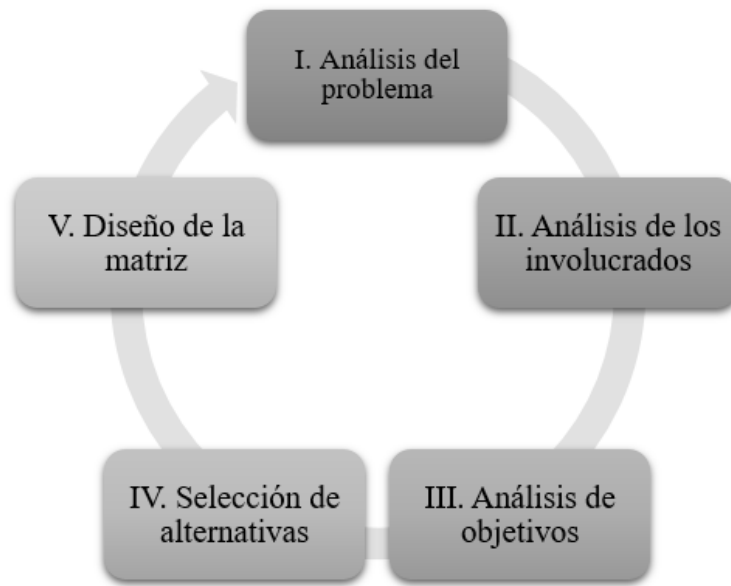 I. Análisis del
problema
II. Análisis de los
involucrados
III. Análisis de
objetivos
IV. Selección de
alternativas
V. Diseño de la
matriz